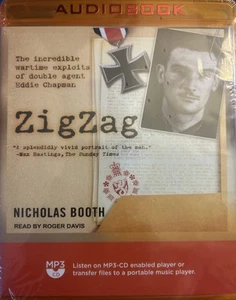 AUDIOBOOK
The incredible
wartime exploits
of double agent
Eddie Chapman
ZigZag
"A splendidly vivid portrait of the man."
—Max Hastings, The Sunday Times
NICHOLAS BOOTH
READ BY ROGER DAVIS
MP3
CD
Listen on MP3-CD enabled player or
transfer files to a portable music player.